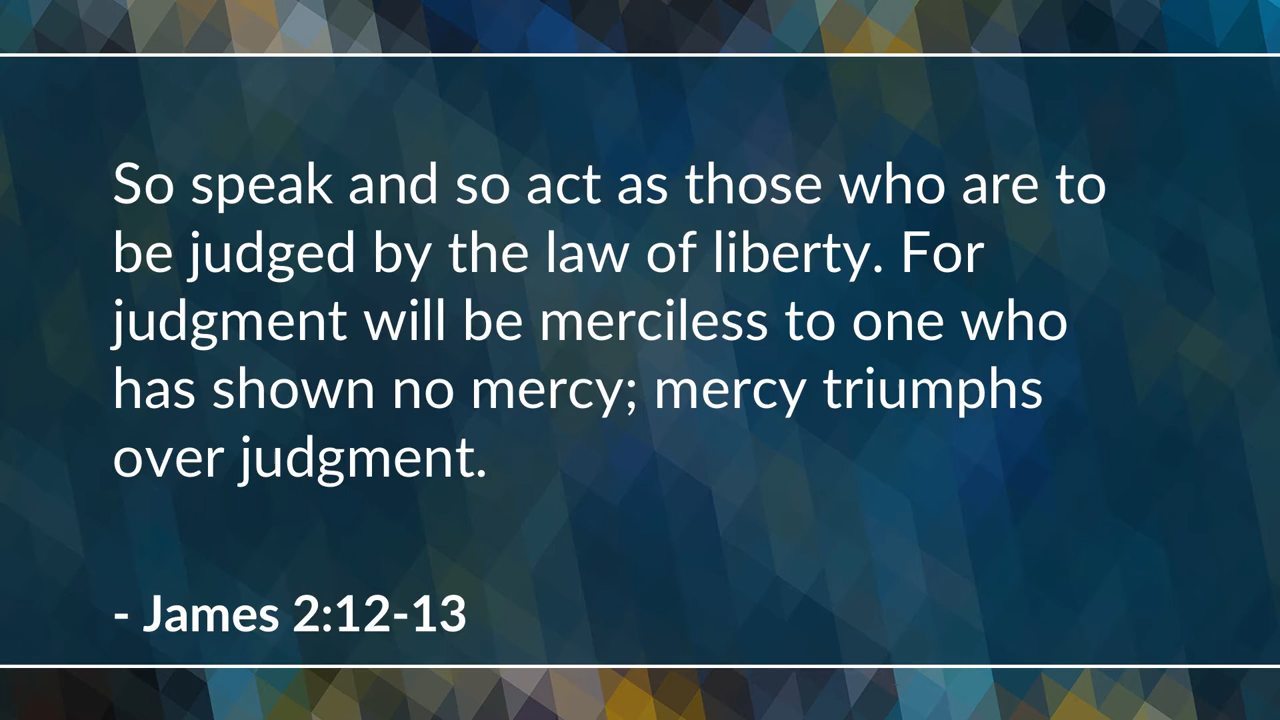 So speak and so act as those who are to
be judged by the law of liberty. For
judgment will be merciless to one who
has shown no mercy; mercy triumphs
over judgment.
- James 2:12-13